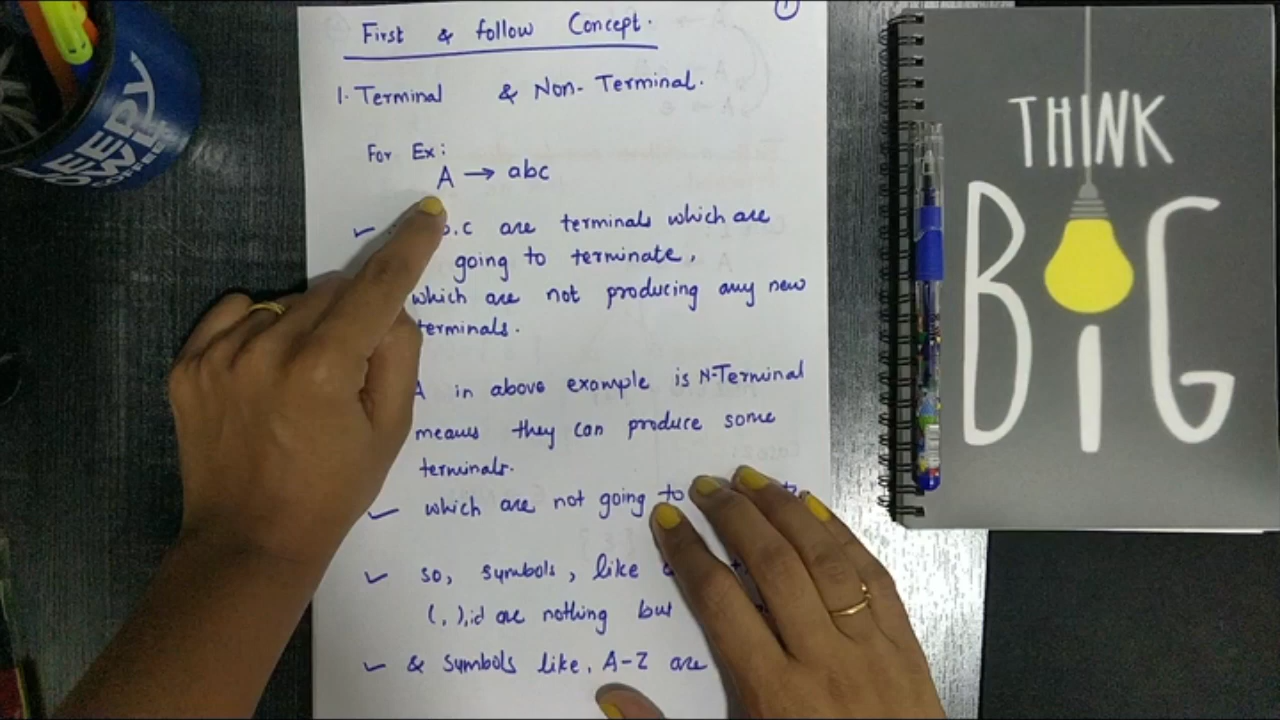 1
First & follow Concept.
1. Terminal & Non-Terminal.
For Ex:
A → abc
b.c are terminals which are
going to terminate,
which are not producing any new
terminals.
A in above example is N-Terminal
means they can produce some
terminals.
which are not going to
so, symbols, like
(, ), id are nothing but
& symbols like, A-Z are
THINK
BiG